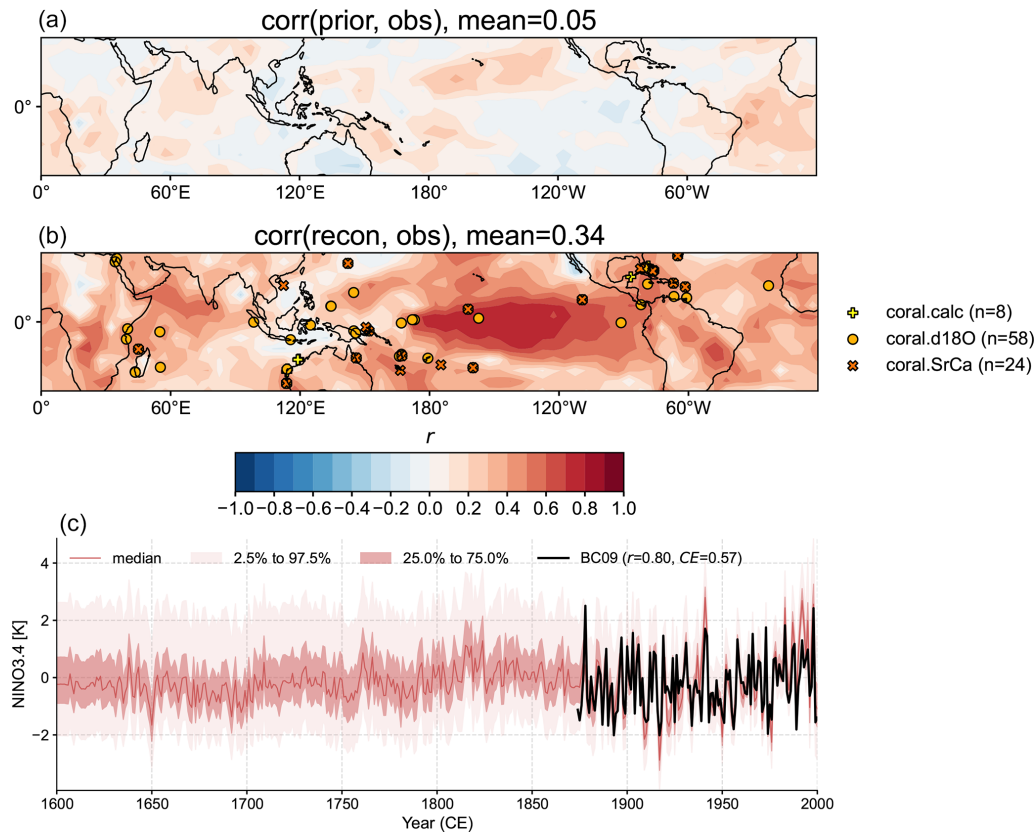 (a)
corr(prior, obs), mean=0.05
0°
0° 60°E 120°E 180° 120°W 60°W
(b)
corr(recon, obs), mean=0.34
0°
0° 60°E 120°E 180° 120°W 60°W
coral.calc (n=8)
coral.d18O (n=58)
coral.SrCa (n=24)
r
−1.0 −0.8 −0.6 −0.4 −0.2 0.0 0.2 0.4 0.6 0.8 1.0
(c)
median 2.5% to 97.5% 25.0% to 75.0% BC09 (r=0.80, CE=0.57)
NINO3.4 [K]
4
2
0
−2
1600 1650 1700 1750 1800 1850 1900 1950 2000
Year (CE)